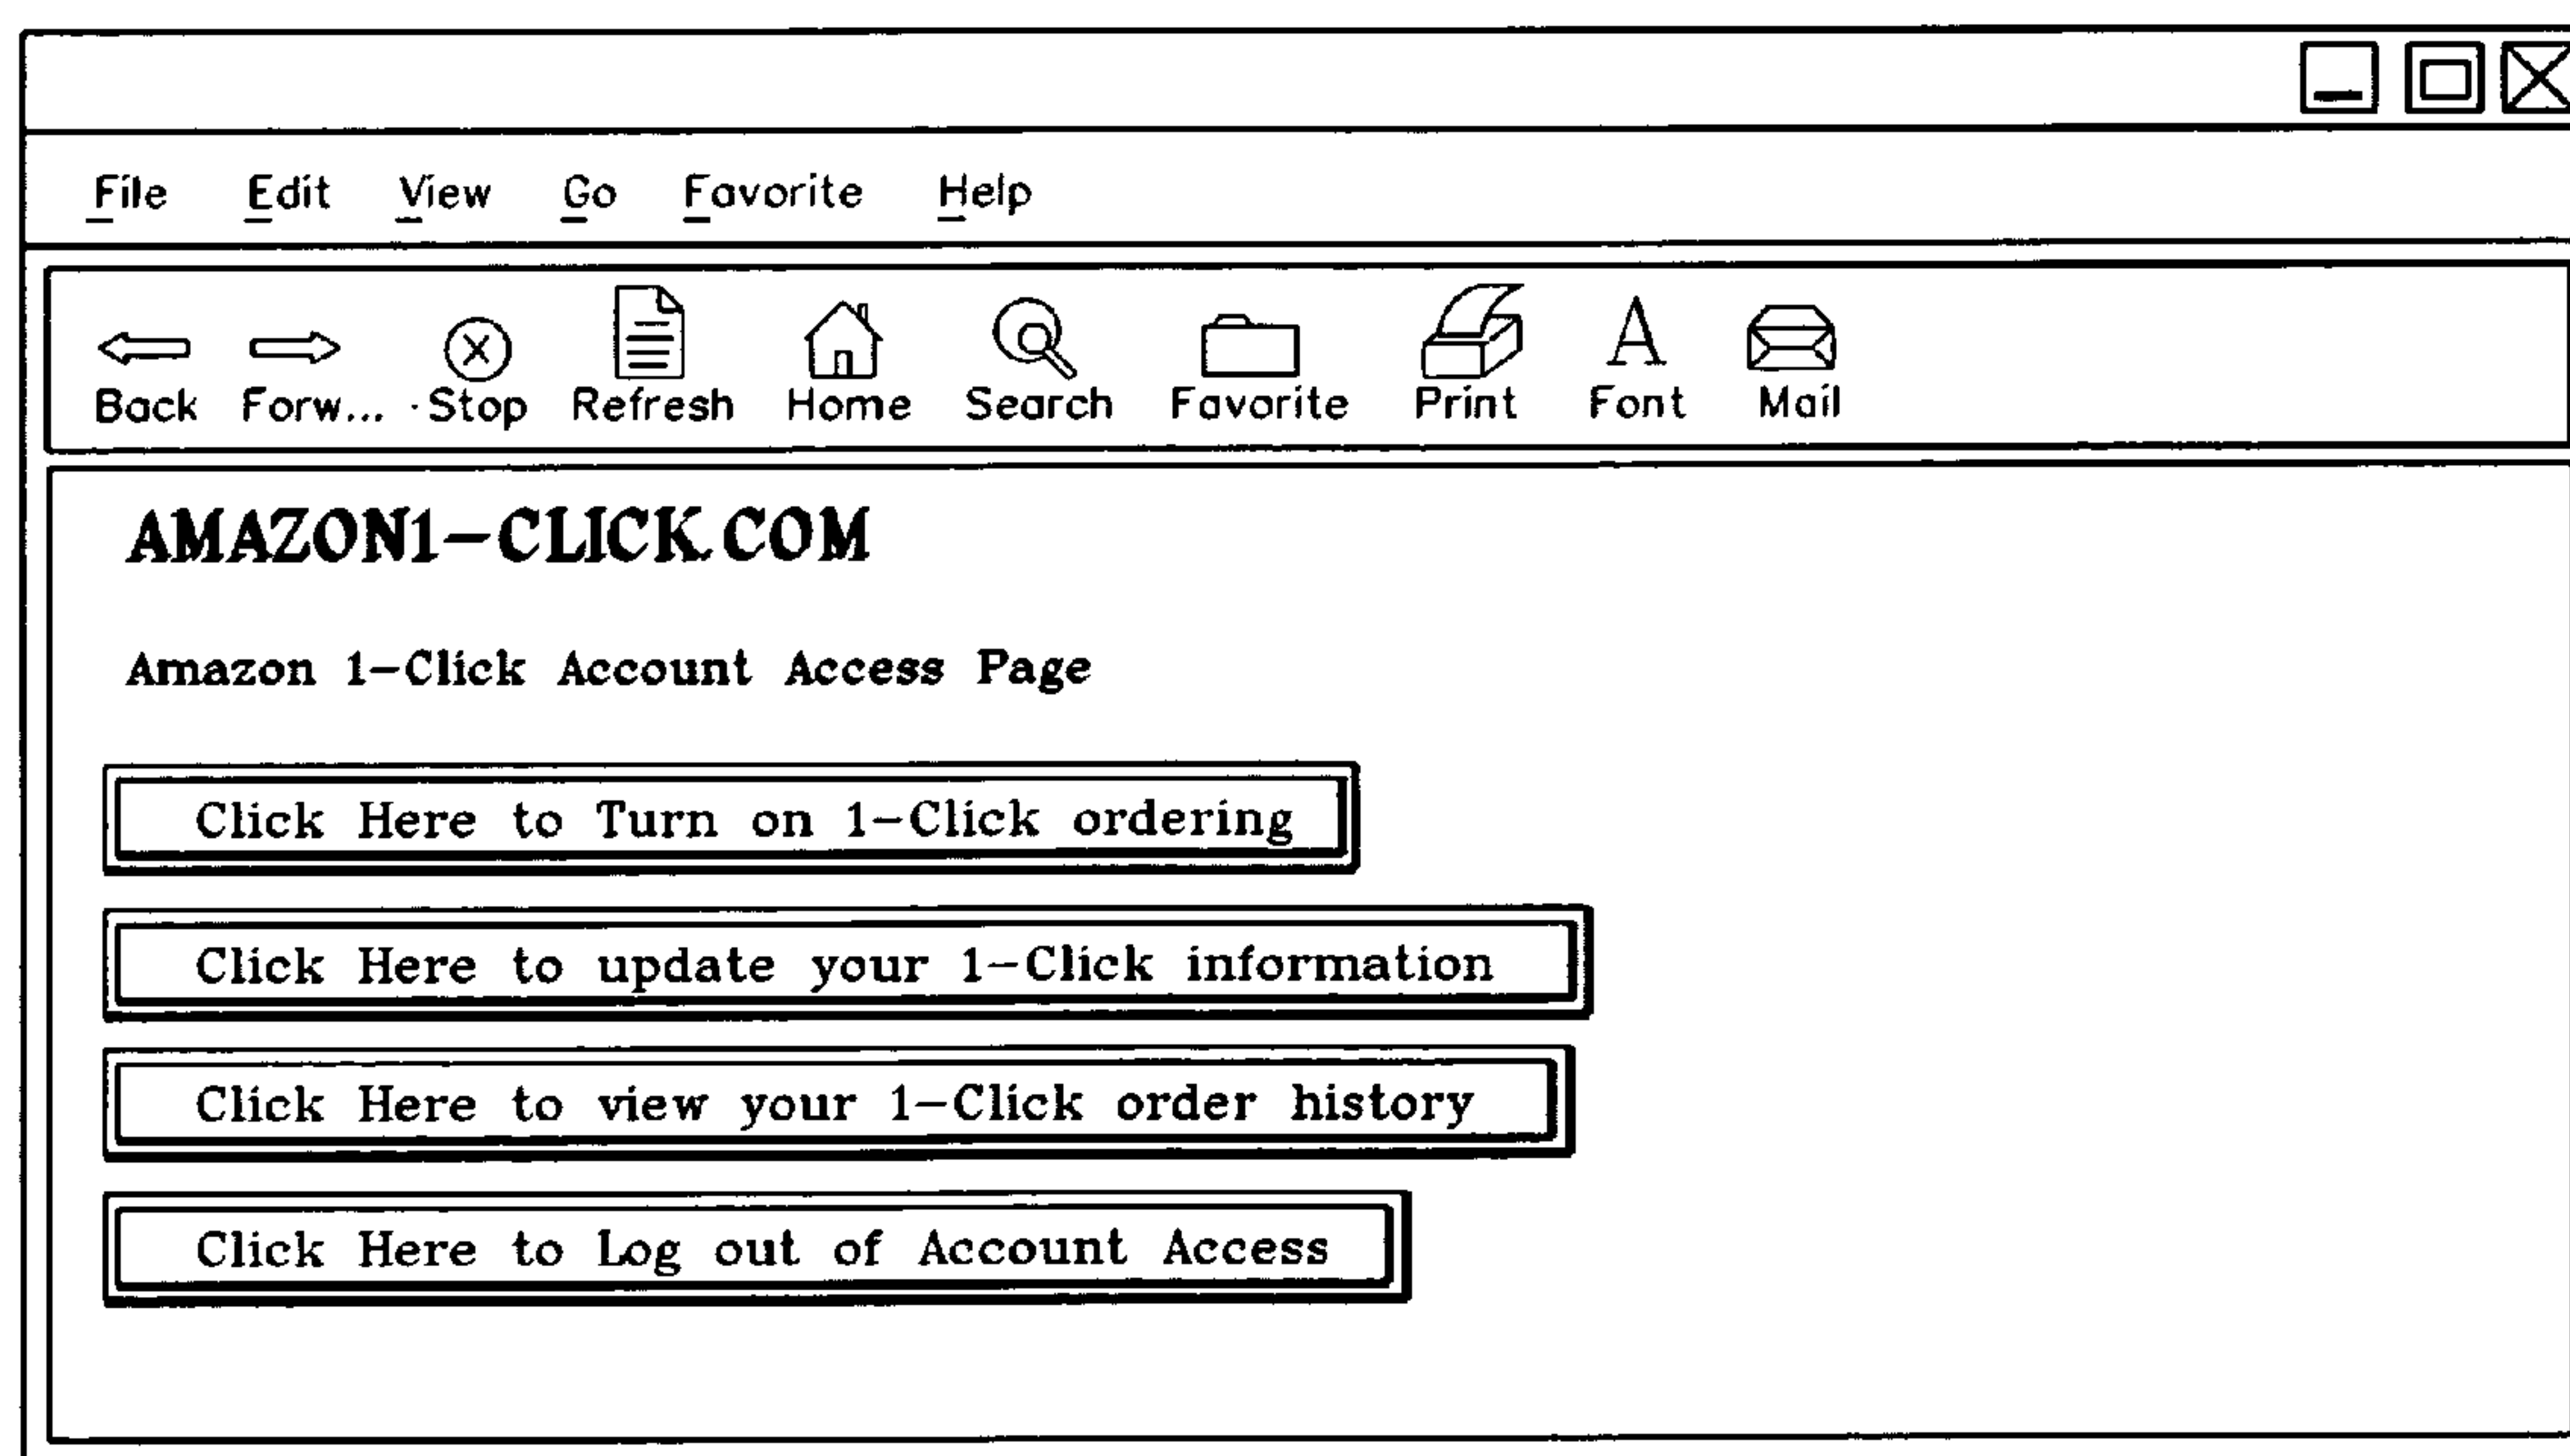 File Edit View Go Favorite Help
Back Forw... Stop Refresh Home Search Favorite Print Font Mail
AMAZON1-CLICK.COM
Amazon 1-Click Account Access Page
Click Here to Turn on 1-Click ordering
Click Here to update your 1-Click information
Click Here to view your 1-Click order history
Click Here to Log out of Account Access